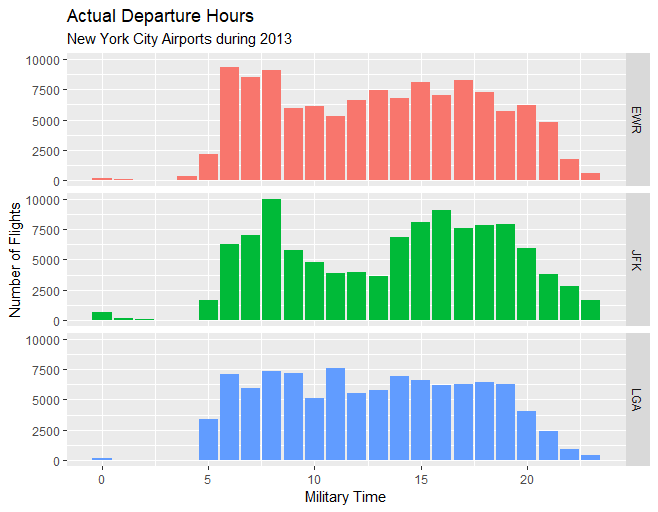 Actual Departure Hours
New York City Airports during 2013
10000
7500
5000
2500
0
EWR
10000
7500
5000
2500
0
JFK
10000
7500
5000
2500
0
LGA
Number of Flights
0 5 10 15 20
Military Time